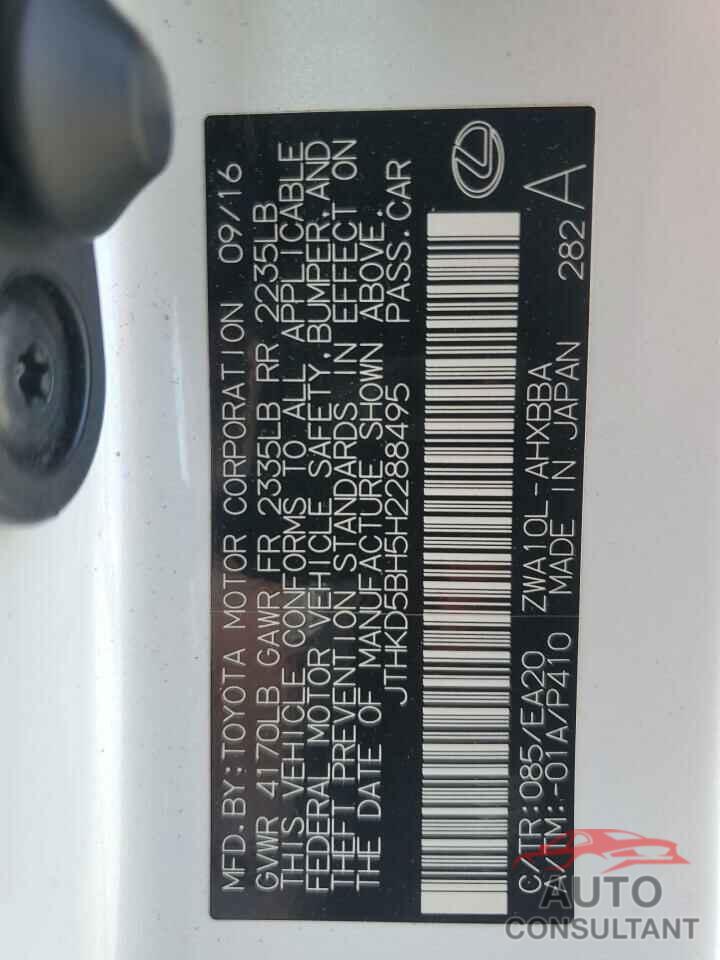 MFD.BY:TOYOTA MOTOR CORPORATION 09/16
GVWR 4170LB GAWR FR 2335LB RR 2235LB
THIS VEHICLE CONFORMS TO ALL APPLICABLE
FEDERAL MOTOR VEHICLE SAFETY,BUMPER,AND
THEFT PREVENTION STANDARDS IN EFFECT ON
THE DATE OF MANUFACTURE SHOWN ABOVE.
JTHKD5BH5H2288495 PASS.CAR
C/TR:085/EA20 ZWA10L-AHXBBA 282
A/TM:-01A/P410 MADE IN JAPAN A
AUTO
CONSULTANT